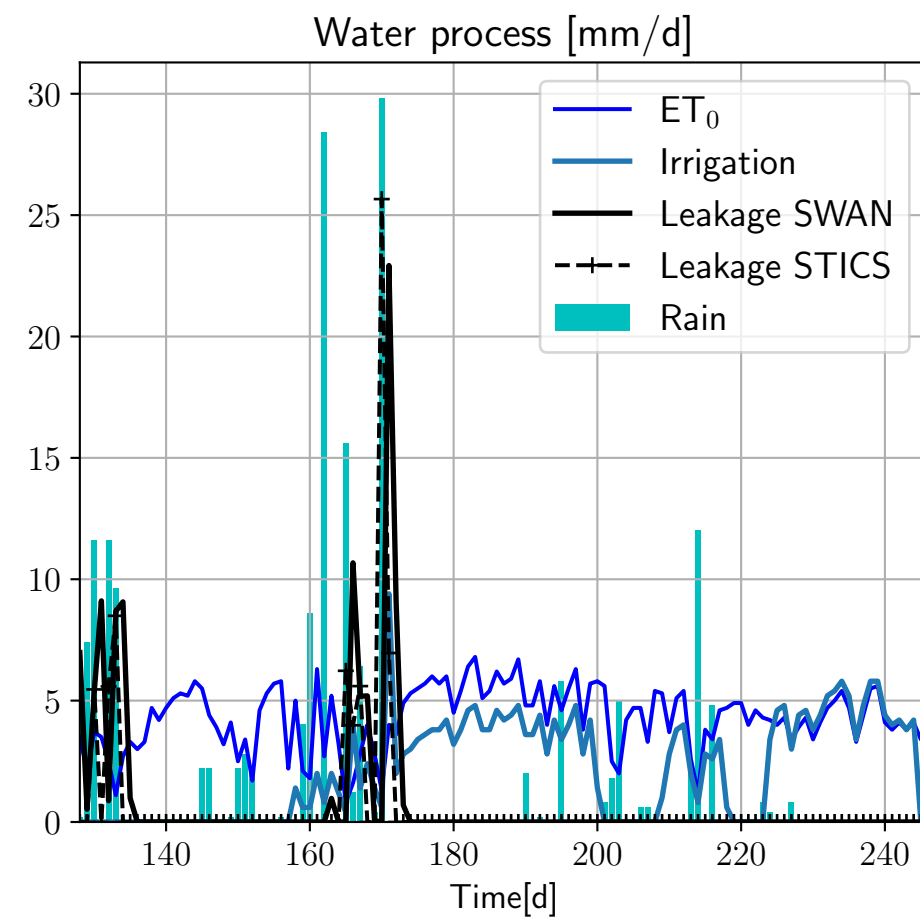 Water process [mm/d]
30
25
20
15
10
5
0
ET₀
Irrigation
Leakage SWAN
Leakage STICS
Rain
140 160 180 200 220 240
Time[d]